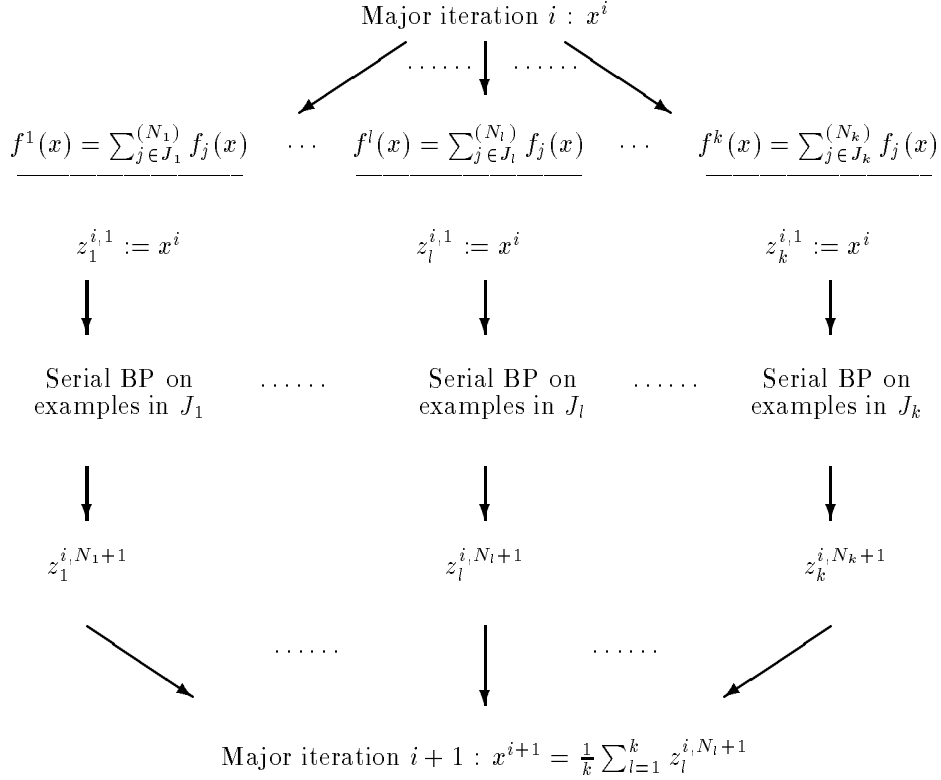 Major iteration $i : x^i$
...... ......
$f^1(x) = \sum_{j \in J_1}^{(N_1)} f_j(x)$ ... $f^l(x) = \sum_{j \in J_l}^{(N_l)} f_j(x)$ ... $f^k(x) = \sum_{j \in J_k}^{(N_k)} f_j(x)$
$z_1^{i,1} := x^i$ $z_l^{i,1} := x^i$ $z_k^{i,1} := x^i$
Serial BP on ...... Serial BP on ...... Serial BP on
examples in $J_1$ examples in $J_l$ examples in $J_k$
$z_1^{i,N_1+1}$ $z_l^{i,N_l+1}$ $z_k^{i,N_k+1}$
...... ......
Major iteration $i + 1 : x^{i+1} = \frac{1}{k} \sum_{l=1}^{k} z_l^{i,N_l+1}$